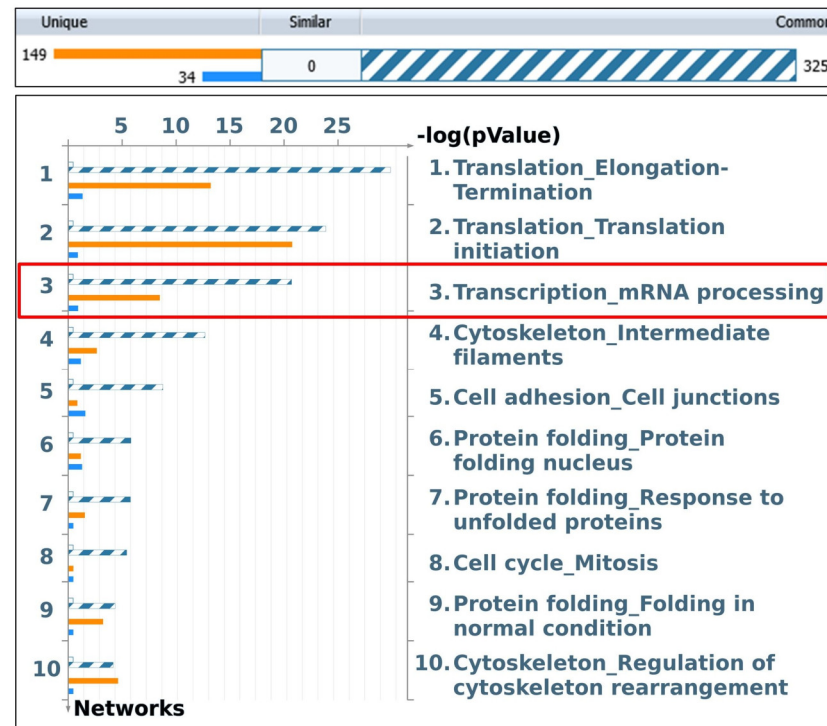 Unique Similar Common
149 0 325
34
5 10 15 20 25 -log(pValue)
1 1. Translation_Elongation-
Termination
2 2. Translation_Translation
initiation
3 3. Transcription_mRNA processing
4 4. Cytoskeleton_Intermediate
filaments
5 5. Cell adhesion_Cell junctions
6 6. Protein folding_Protein
folding nucleus
7 7. Protein folding_Response to
unfolded proteins
8 8. Cell cycle_Mitosis
9 9. Protein folding_Folding in
normal condition
10 10. Cytoskeleton_Regulation of
cytoskeleton rearrangement
Networks